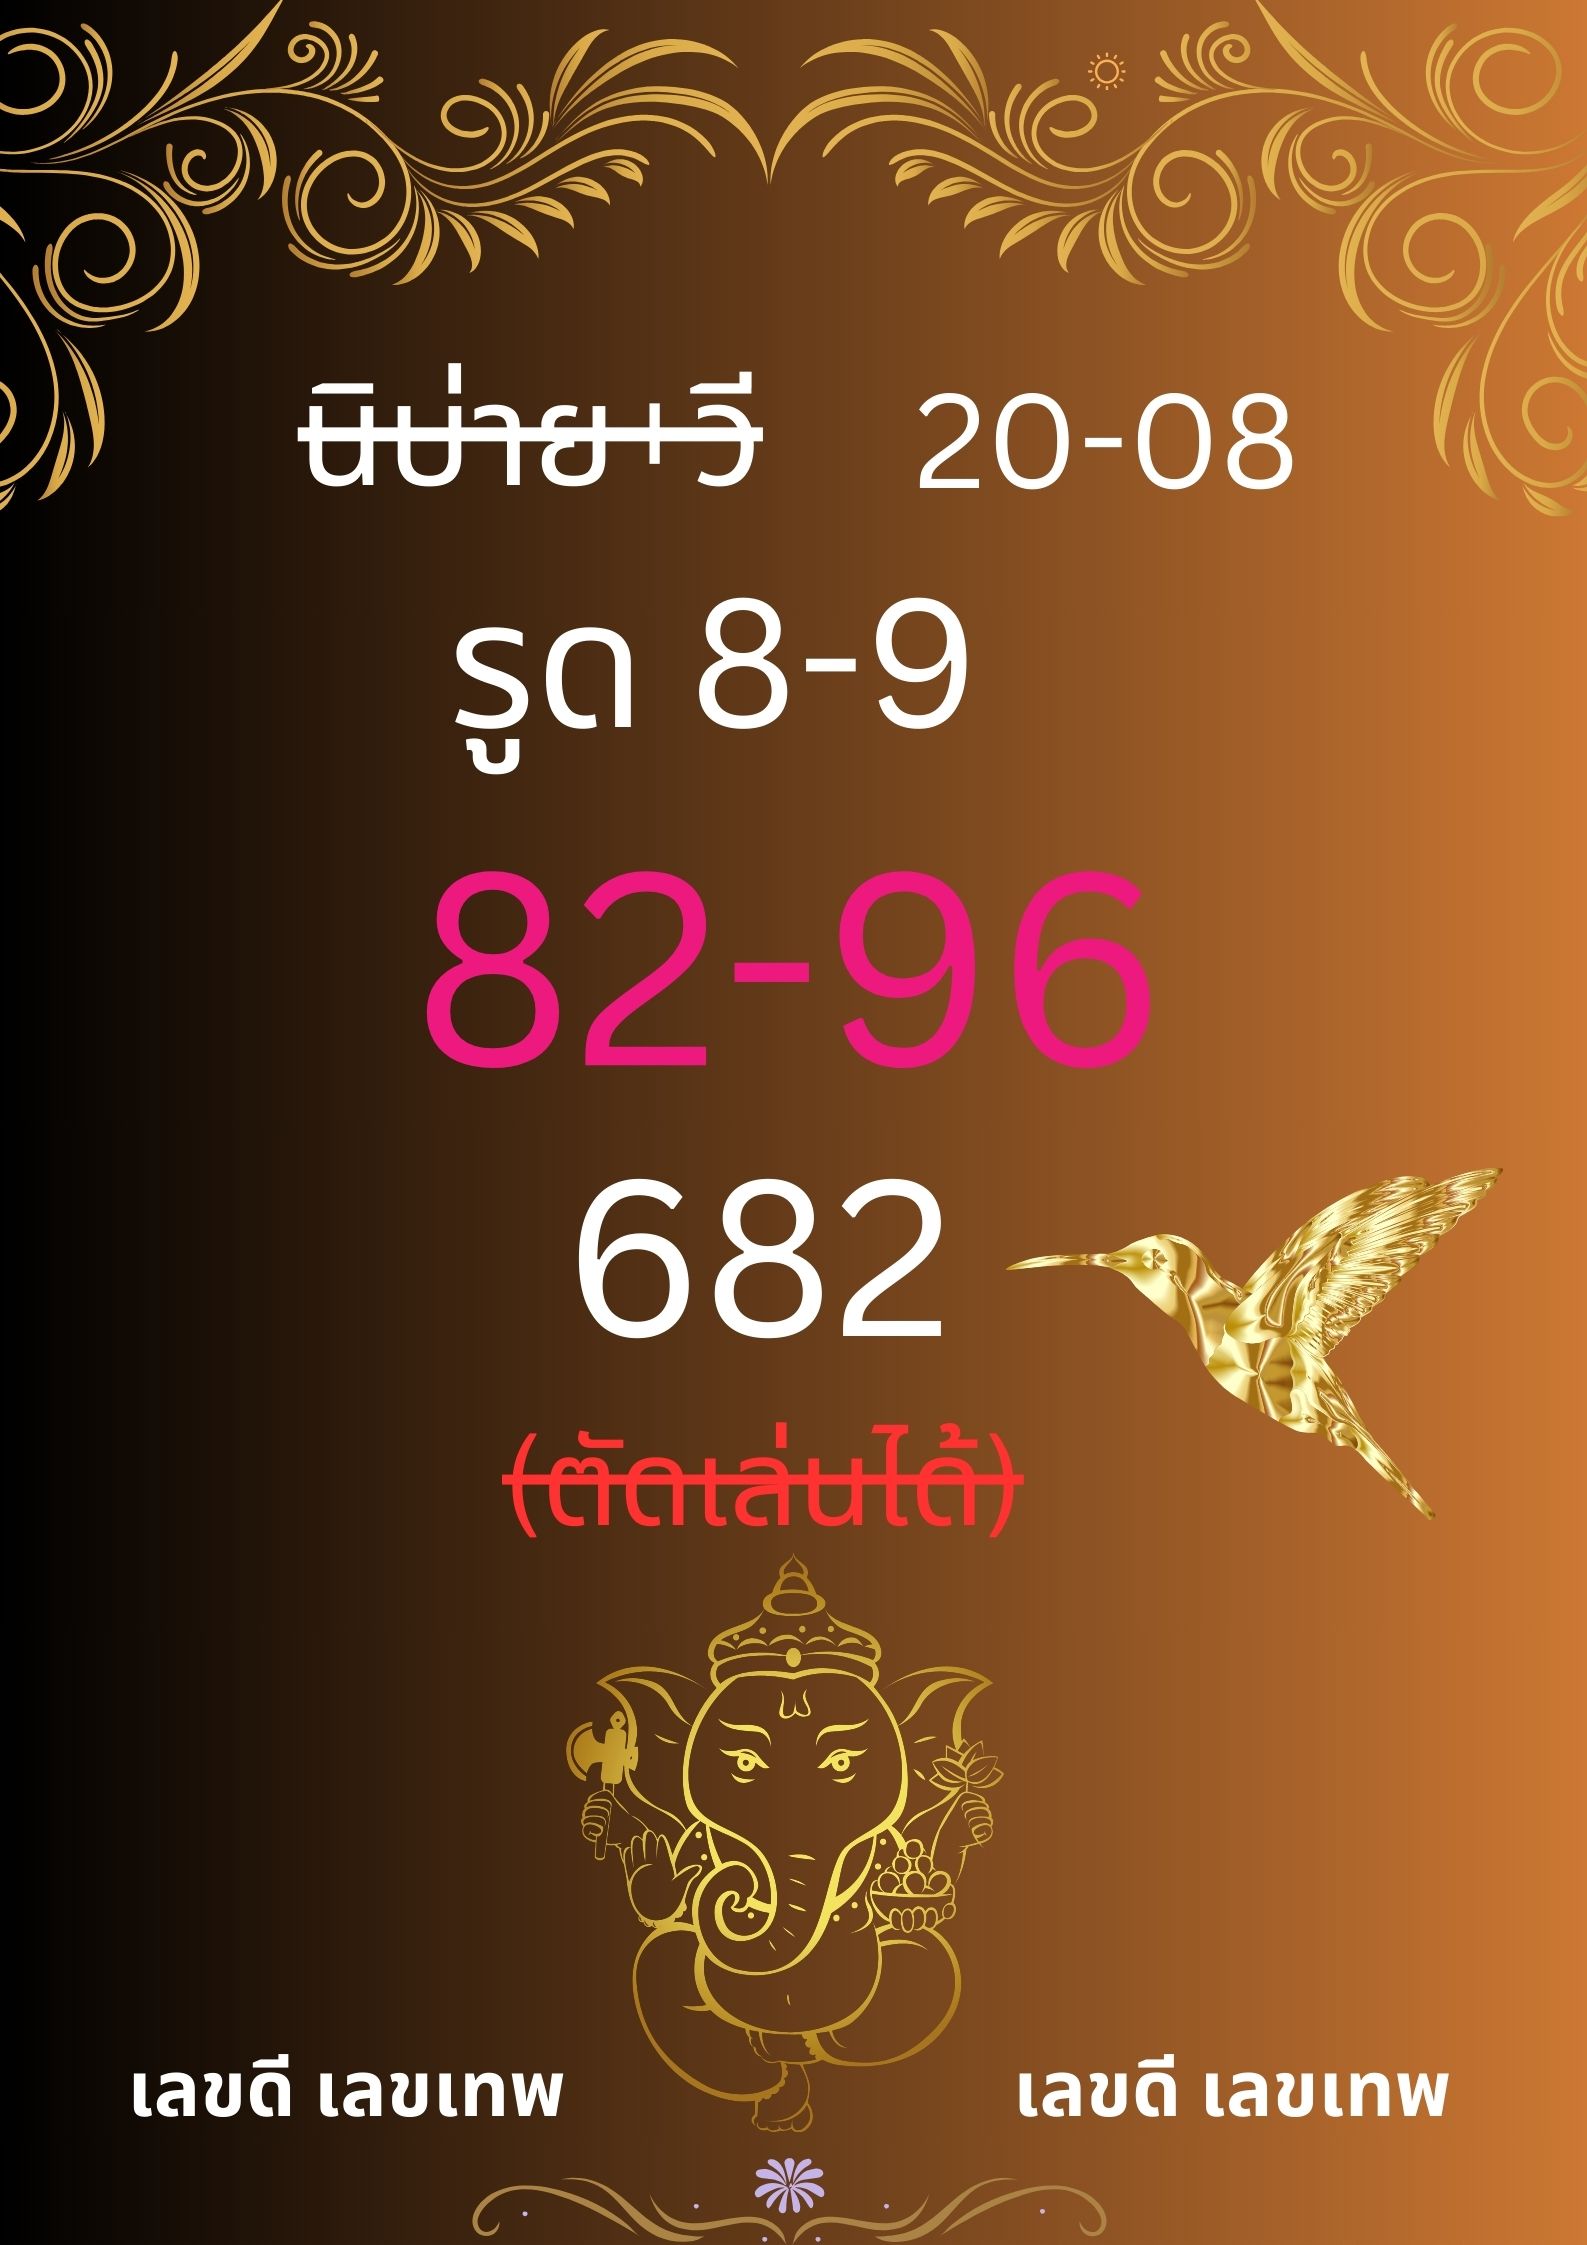 นิบ่าย+วี 20-08
รูด 8-9
82-96
682
(ตัดเล่นได้)
เลขดี เลขเทพ เลขดี เลขเทพ